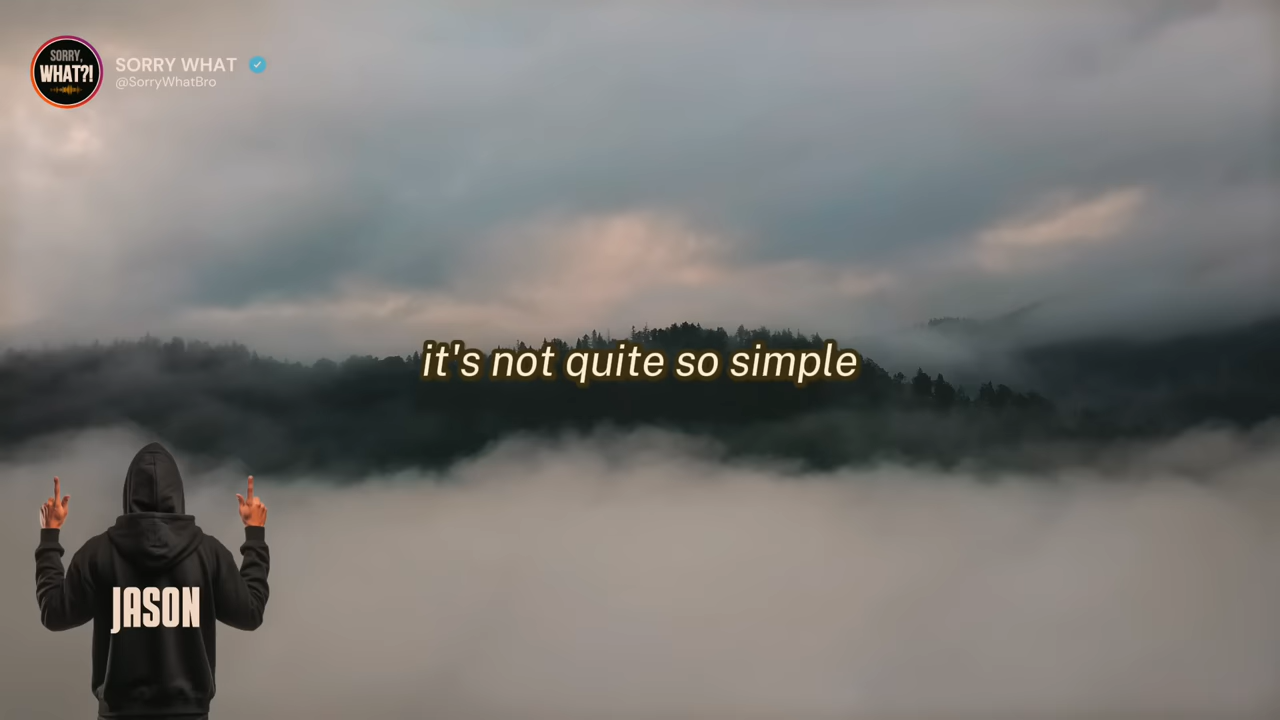 SORRY,
WHAT?!
SORRY WHAT
@SorryWhatBro
it's not quite so simple
JASON